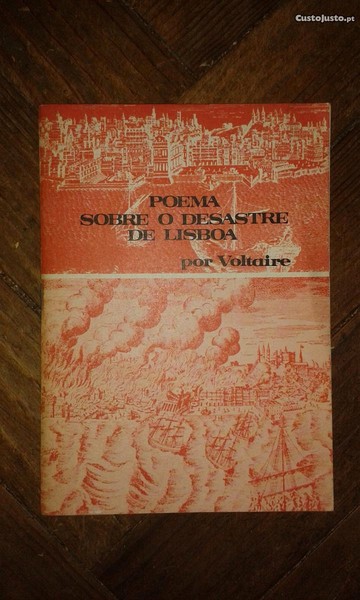 CustoJusto.pt
POEMA
SOBRE O DESASTRE
DE LISBOA
por Voltaire